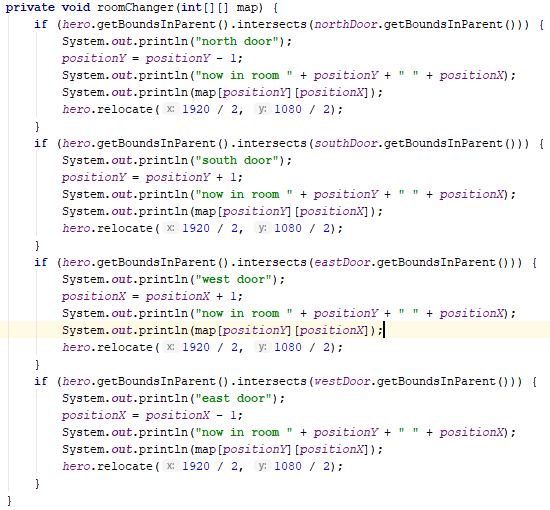 private void roomChanger(int[][] map) {
    if (hero.getBoundsInParent().intersects(northDoor.getBoundsInParent())) {
        System.out.println("north door");
        positionY = positionY - 1;
        System.out.println("now in room " + positionY + " " + positionX);
        System.out.println(map[positionY][positionX]);
        hero.relocate( x: 1920 / 2, y: 1080 / 2);
    }
    if (hero.getBoundsInParent().intersects(southDoor.getBoundsInParent())) {
        System.out.println("south door");
        positionY = positionY + 1;
        System.out.println("now in room " + positionY + " " + positionX);
        System.out.println(map[positionY][positionX]);
        hero.relocate( x: 1920 / 2, y: 1080 / 2);
    }
    if (hero.getBoundsInParent().intersects(eastDoor.getBoundsInParent())) {
        System.out.println("west door");
        positionX = positionX + 1;
        System.out.println("now in room " + positionY + " " + positionX);
        System.out.println(map[positionY][positionX]);
        hero.relocate( x: 1920 / 2, y: 1080 / 2);
    }
    if (hero.getBoundsInParent().intersects(westDoor.getBoundsInParent())) {
        System.out.println("east door");
        positionX = positionX - 1;
        System.out.println("now in room " + positionY + " " + positionX);
        System.out.println(map[positionY][positionX]);
        hero.relocate( x: 1920 / 2, y: 1080 / 2);
    }
}